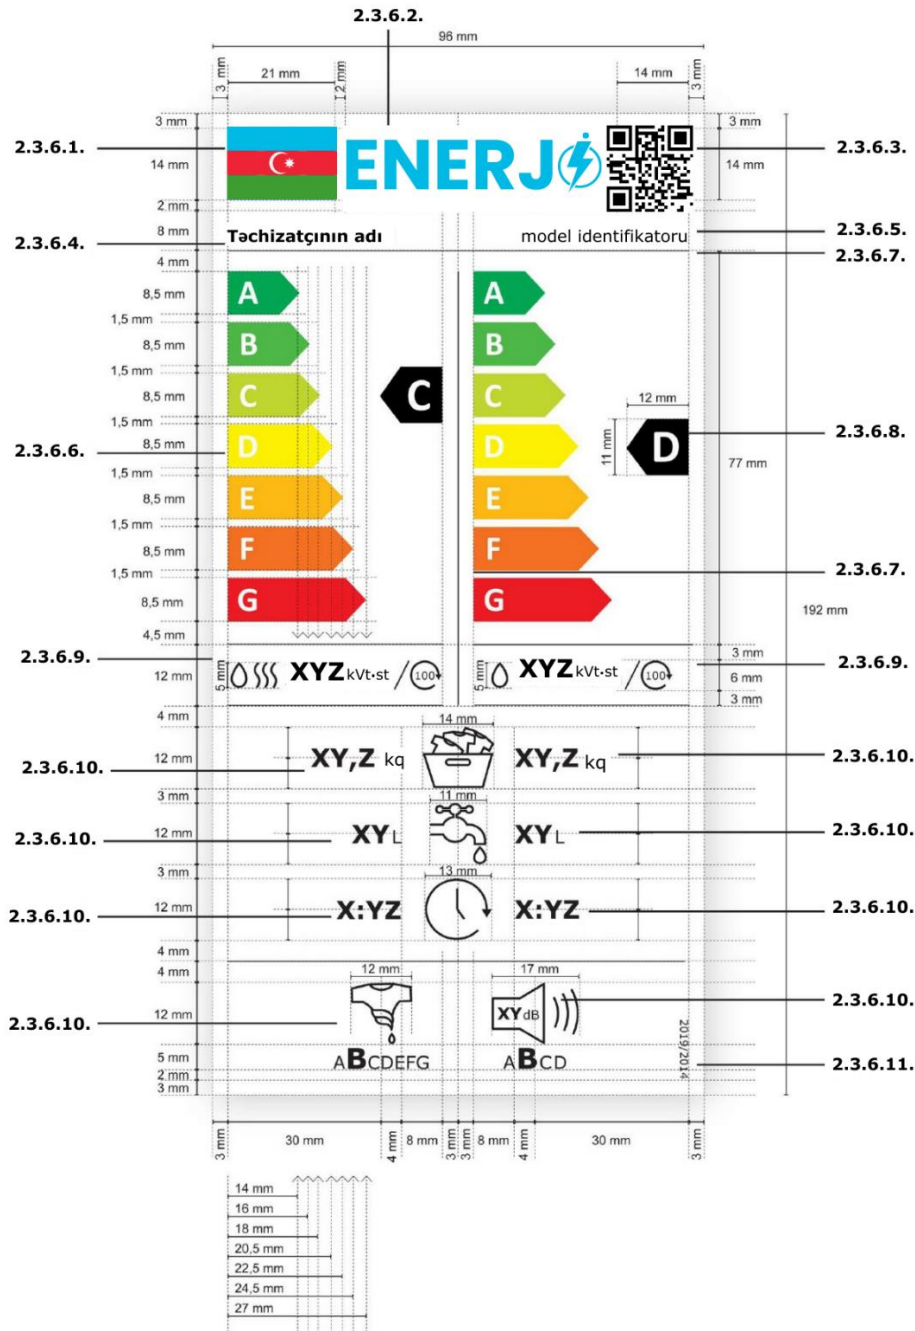 2.3.6.2.
96 mm
3 mm
21 mm
2 mm
14 mm
3 mm
3 mm
3 mm
2.3.6.1.
ENERJ
2.3.6.3.
14 mm
14 mm
2 mm
8 mm
2.3.6.4.
Təchizatçının adı
model identifikatoru
2.3.6.5.
2.3.6.7.
4 mm
8,5 mm
A
A
1,5 mm
8,5 mm
B
B
1,5 mm
8,5 mm
C
C
C
12 mm
1,5 mm
2.3.6.6.
8,5 mm
D
D
11 mm
D
2.3.6.8.
77 mm
1,5 mm
8,5 mm
E
E
1,5 mm
8,5 mm
F
F
2.3.6.7.
1,5 mm
8,5 mm
G
G
192 mm
4,5 mm
2.3.6.9.
12 mm
5 mm
XYZ kVt·st / 100
5 mm
XYZ kVt·st / 100
3 mm
6 mm
3 mm
2.3.6.9.
4 mm
14 mm
2.3.6.10.
12 mm
XY,Z kq
XY,Z kq
2.3.6.10.
3 mm
11 mm
2.3.6.10.
12 mm
XY L
XY L
2.3.6.10.
3 mm
13 mm
2.3.6.10.
12 mm
X:YZ
X:YZ
2.3.6.10.
4 mm
4 mm
12 mm
17 mm
2.3.6.10.
12 mm
XY dB
2.3.6.10.
5 mm
ABCDEFG
ABCD
2019/2014
2.3.6.11.
2 mm
3 mm
3 mm
30 mm
4 mm
8 mm
3 mm
3 mm
8 mm
4 mm
30 mm
3 mm
14 mm
16 mm
18 mm
20,5 mm
22,5 mm
24,5 mm
27 mm